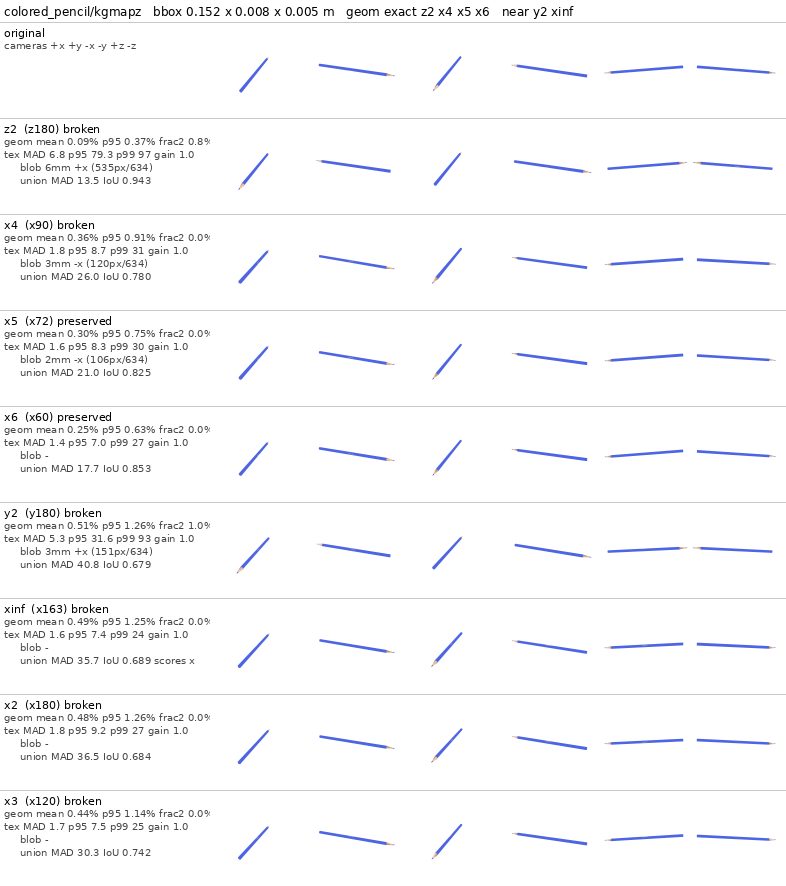 colored_pencil/kgmapz bbox 0.152 x 0.008 x 0.005 m geom exact z2 x4 x5 x6 near y2 xinf
original
cameras +x +y -x -y +z -z
z2 (z180) broken
geom mean 0.09% p95 0.37% frac2 0.8%
tex MAD 6.8 p95 79.3 p99 97 gain 1.0
blob 6mm +x (535px/634)
union MAD 13.5 IoU 0.943
x4 (x90) broken
geom mean 0.36% p95 0.91% frac2 0.0%
tex MAD 1.8 p95 8.7 p99 31 gain 1.0
blob 3mm -x (120px/634)
union MAD 26.0 IoU 0.780
x5 (x72) preserved
geom mean 0.30% p95 0.75% frac2 0.0%
tex MAD 1.6 p95 8.3 p99 30 gain 1.0
blob 2mm -x (106px/634)
union MAD 21.0 IoU 0.825
x6 (x60) preserved
geom mean 0.25% p95 0.63% frac2 0.0%
tex MAD 1.4 p95 7.0 p99 27 gain 1.0
blob -
union MAD 17.7 IoU 0.853
y2 (y180) broken
geom mean 0.51% p95 1.26% frac2 1.0%
tex MAD 5.3 p95 31.6 p99 93 gain 1.0
blob 3mm +x (151px/634)
union MAD 40.8 IoU 0.679
xinf (x163) broken
geom mean 0.49% p95 1.25% frac2 0.0%
tex MAD 1.6 p95 7.4 p99 24 gain 1.0
blob -
union MAD 35.7 IoU 0.689 scores x
x2 (x180) broken
geom mean 0.48% p95 1.26% frac2 0.0%
tex MAD 1.8 p95 9.2 p99 27 gain 1.0
blob -
union MAD 36.5 IoU 0.684
x3 (x120) broken
geom mean 0.44% p95 1.14% frac2 0.0%
tex MAD 1.7 p95 7.5 p99 25 gain 1.0
blob -
union MAD 30.3 IoU 0.742